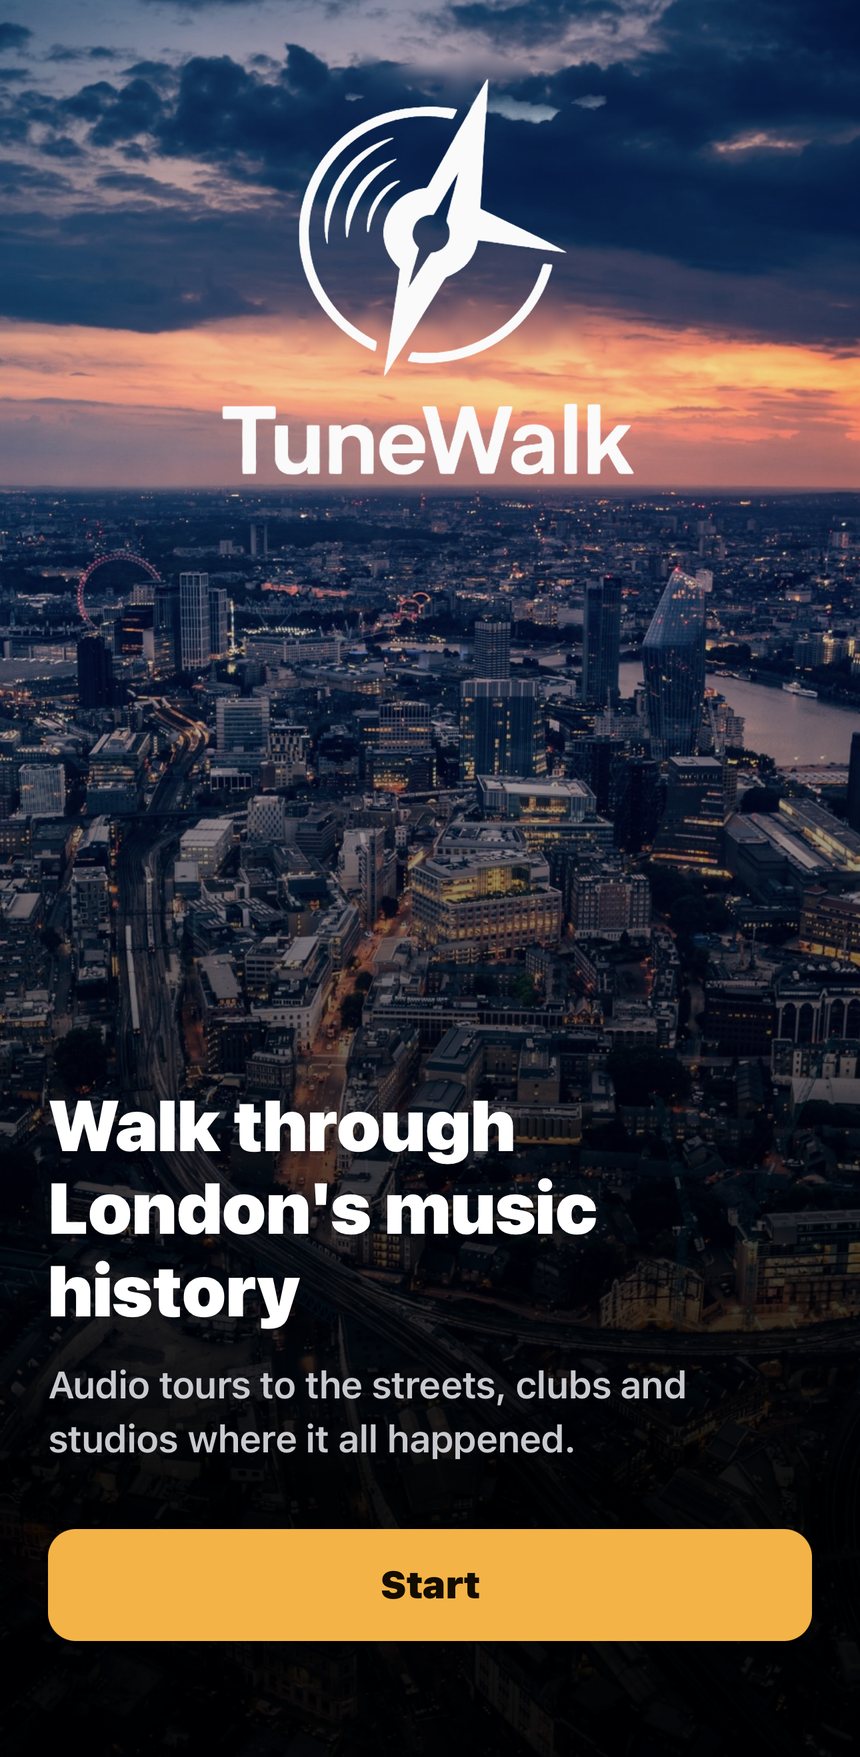 TuneWalk
Walk through
London's music
history
Audio tours to the streets, clubs and
studios where it all happened.
Start